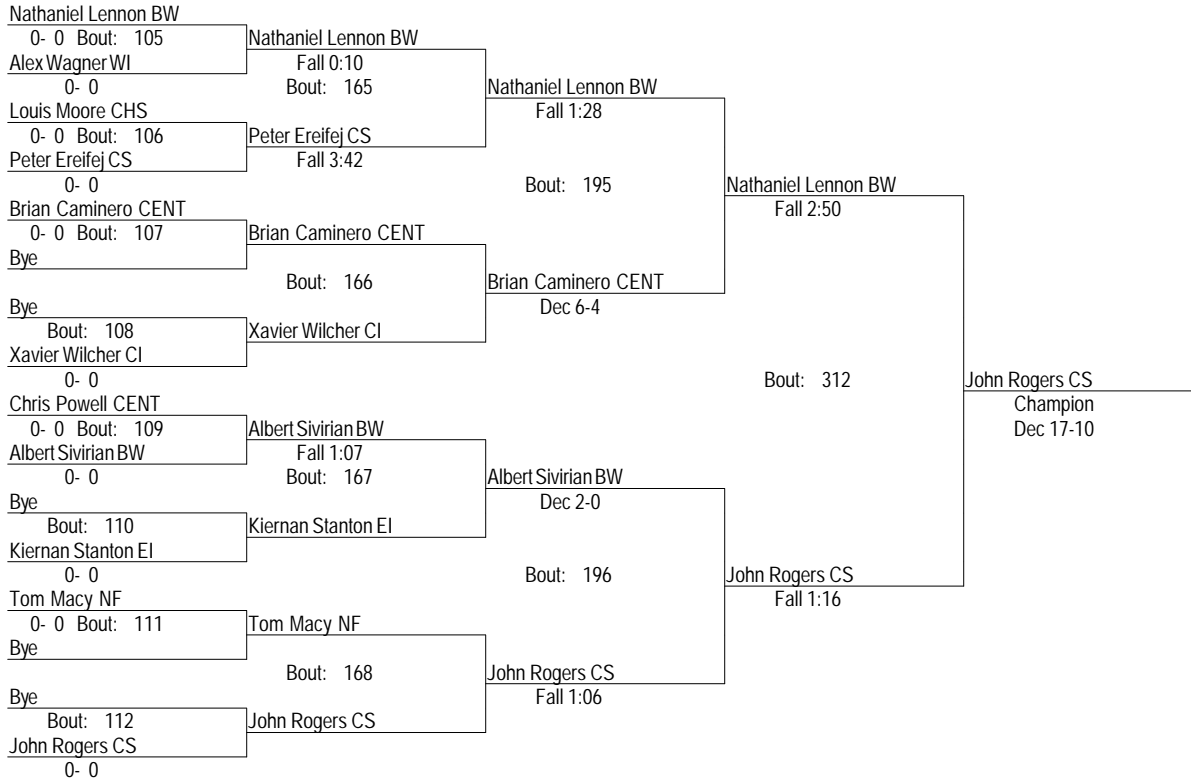 Nathaniel Lennon BW
0- 0 Bout: 105
Nathaniel Lennon BW
Alex Wagner WI
Fall 0:10
0- 0
Bout: 165
Nathaniel Lennon BW
Louis Moore CHS
Fall 1:28
0- 0 Bout: 106
Peter Ereifej CS
Peter Ereifej CS
Fall 3:42
0- 0
Bout: 195
Nathaniel Lennon BW
Brian Caminero CENT
Fall 2:50
0- 0 Bout: 107
Brian Caminero CENT
Bye
Bout: 166
Brian Caminero CENT
Bye
Dec 6-4
Bout: 108
Xavier Wilcher CI
Xavier Wilcher CI
0- 0
Bout: 312
John Rogers CS
Chris Powell CENT
Champion
0- 0 Bout: 109
Albert Sivirian BW
Dec 17-10
Albert Sivirian BW
Fall 1:07
0- 0
Bout: 167
Albert Sivirian BW
Bye
Dec 2-0
Bout: 110
Kiernan Stanton EI
Kiernan Stanton EI
0- 0
Bout: 196
John Rogers CS
Tom Macy NF
Fall 1:16
0- 0 Bout: 111
Tom Macy NF
Bye
Bout: 168
John Rogers CS
Bye
Fall 1:06
Bout: 112
John Rogers CS
John Rogers CS
0- 0